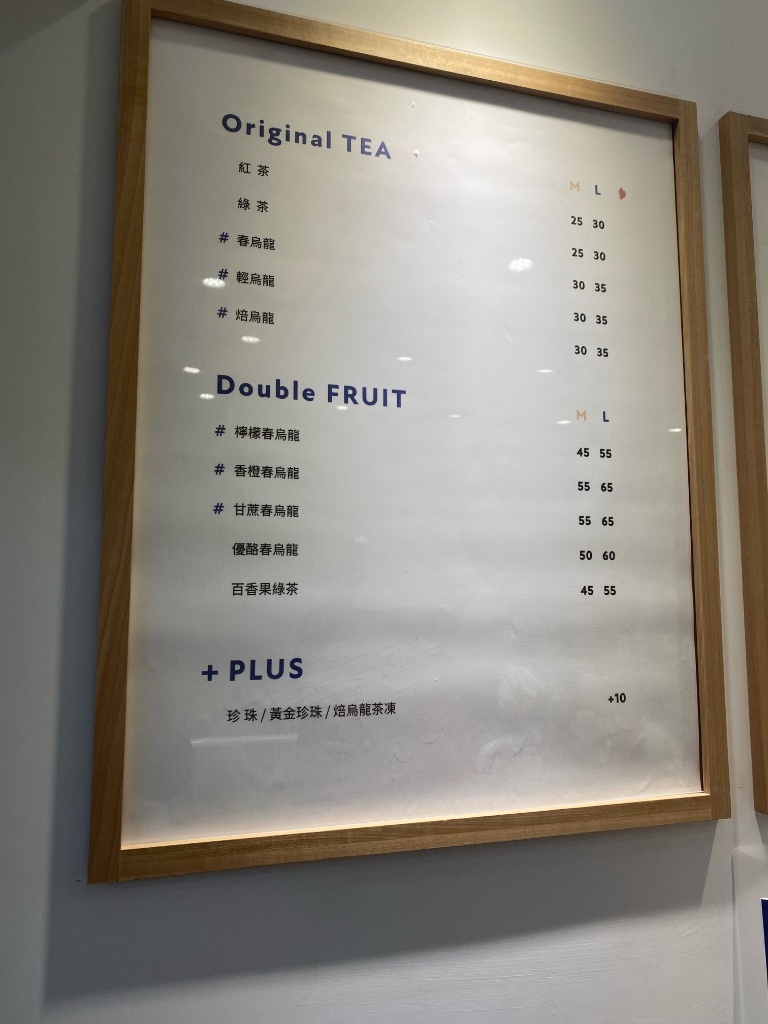 Original TEA
M L
紅茶 25 30
綠茶 25 30
# 春烏龍 30 35
# 輕烏龍 30 35
# 焙烏龍 30 35
Double FRUIT
M L
# 檸檬春烏龍 45 55
# 香橙春烏龍 55 65
# 甘蔗春烏龍 55 65
優酪春烏龍 50 60
百香果綠茶 45 55
+ PLUS
珍珠 / 黃金珍珠 / 焙烏龍茶凍 +10